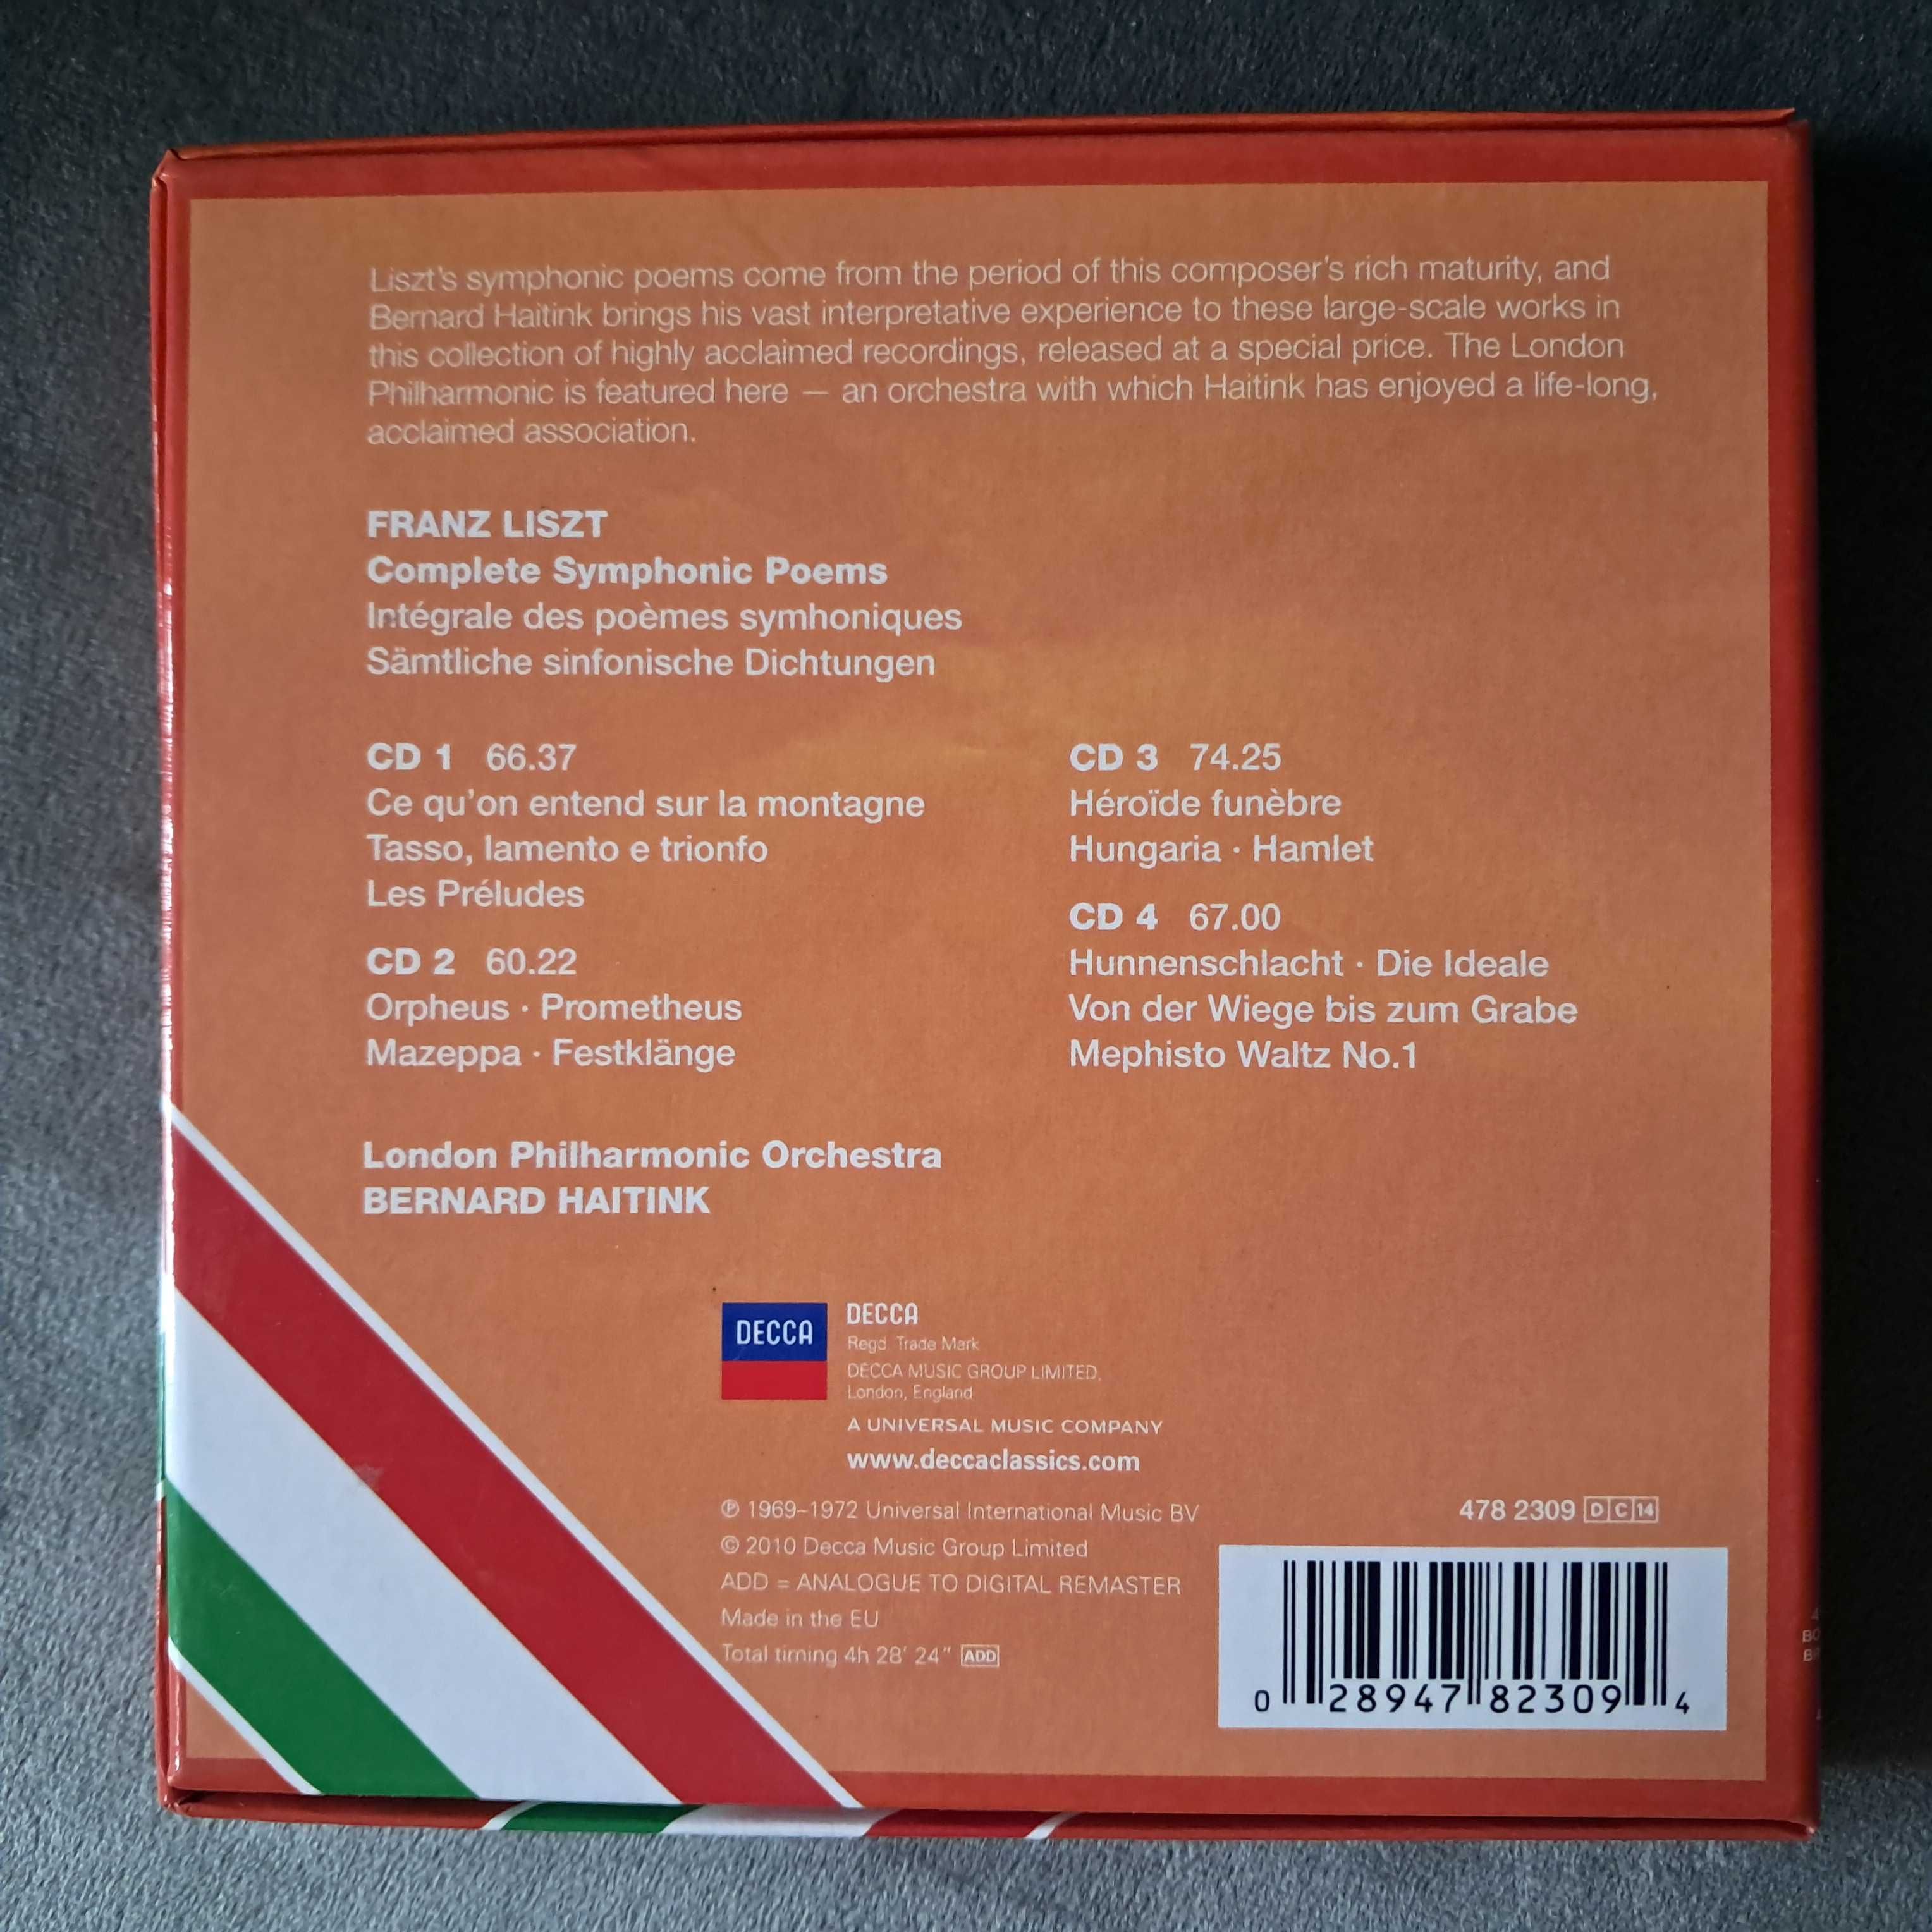 Liszt's symphonic poems come from the period of this composer's rich maturity, and
Bernard Haitink brings his vast interpretative experience to these large-scale works in
this collection of highly acclaimed recordings, released at a special price. The London
Philharmonic is featured here — an orchestra with which Haitink has enjoyed a life-long,
acclaimed association.
FRANZ LISZT
Complete Symphonic Poems
Intégrale des poèmes symhoniques
Sämtliche sinfonische Dichtungen
CD 1 66.37
Ce qu'on entend sur la montagne
Tasso, lamento e trionfo
Les Préludes
CD 2 60.22
Orpheus · Prometheus
Mazeppa · Festklänge
CD 3 74.25
Héroïde funèbre
Hungaria · Hamlet
CD 4 67.00
Hunnenschlacht · Die Ideale
Von der Wiege bis zum Grabe
Mephisto Waltz No.1
London Philharmonic Orchestra
BERNARD HAITINK
DECCA
DECCA
Regd. Trade Mark
DECCA MUSIC GROUP LIMITED,
London, England
A UNIVERSAL MUSIC COMPANY
www.deccaclassics.com
℗ 1969–1972 Universal International Music BV
© 2010 Decca Music Group Limited
ADD = ANALOGUE TO DIGITAL REMASTER
Made in the EU
Total timing 4h 28' 24" ADD
478 2309 D C 14
0 28947 82309 4